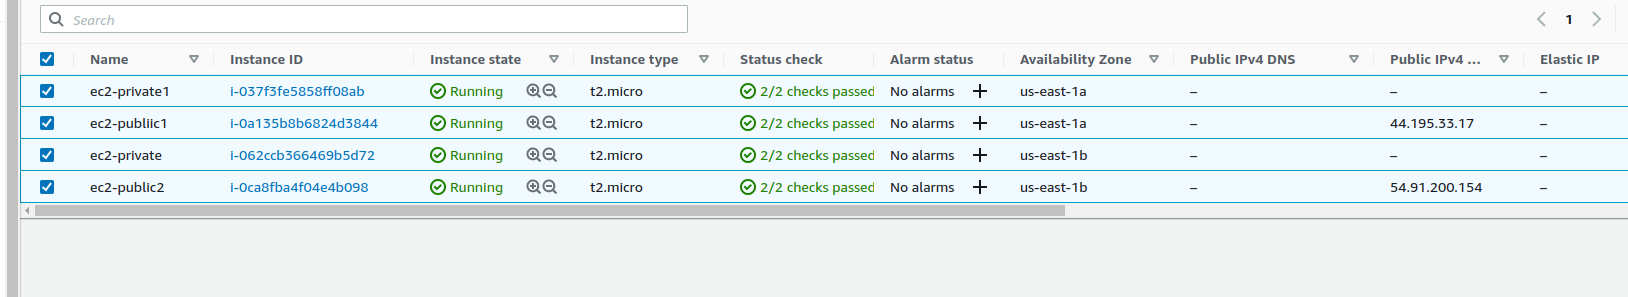 Search
1
Name Instance ID Instance state Instance type Status check Alarm status Availability Zone Public IPv4 DNS Public IPv4 ... Elastic IP
ec2-private1 i-037f3fe5858ff08ab Running t2.micro 2/2 checks passed No alarms + us-east-1a – – –
ec2-publiic1 i-0a135b8b6824d3844 Running t2.micro 2/2 checks passed No alarms + us-east-1a – 44.195.33.17 –
ec2-private i-062ccb366469b5d72 Running t2.micro 2/2 checks passed No alarms + us-east-1b – – –
ec2-public2 i-0ca8fba4f04e4b098 Running t2.micro 2/2 checks passed No alarms + us-east-1b – 54.91.200.154 –